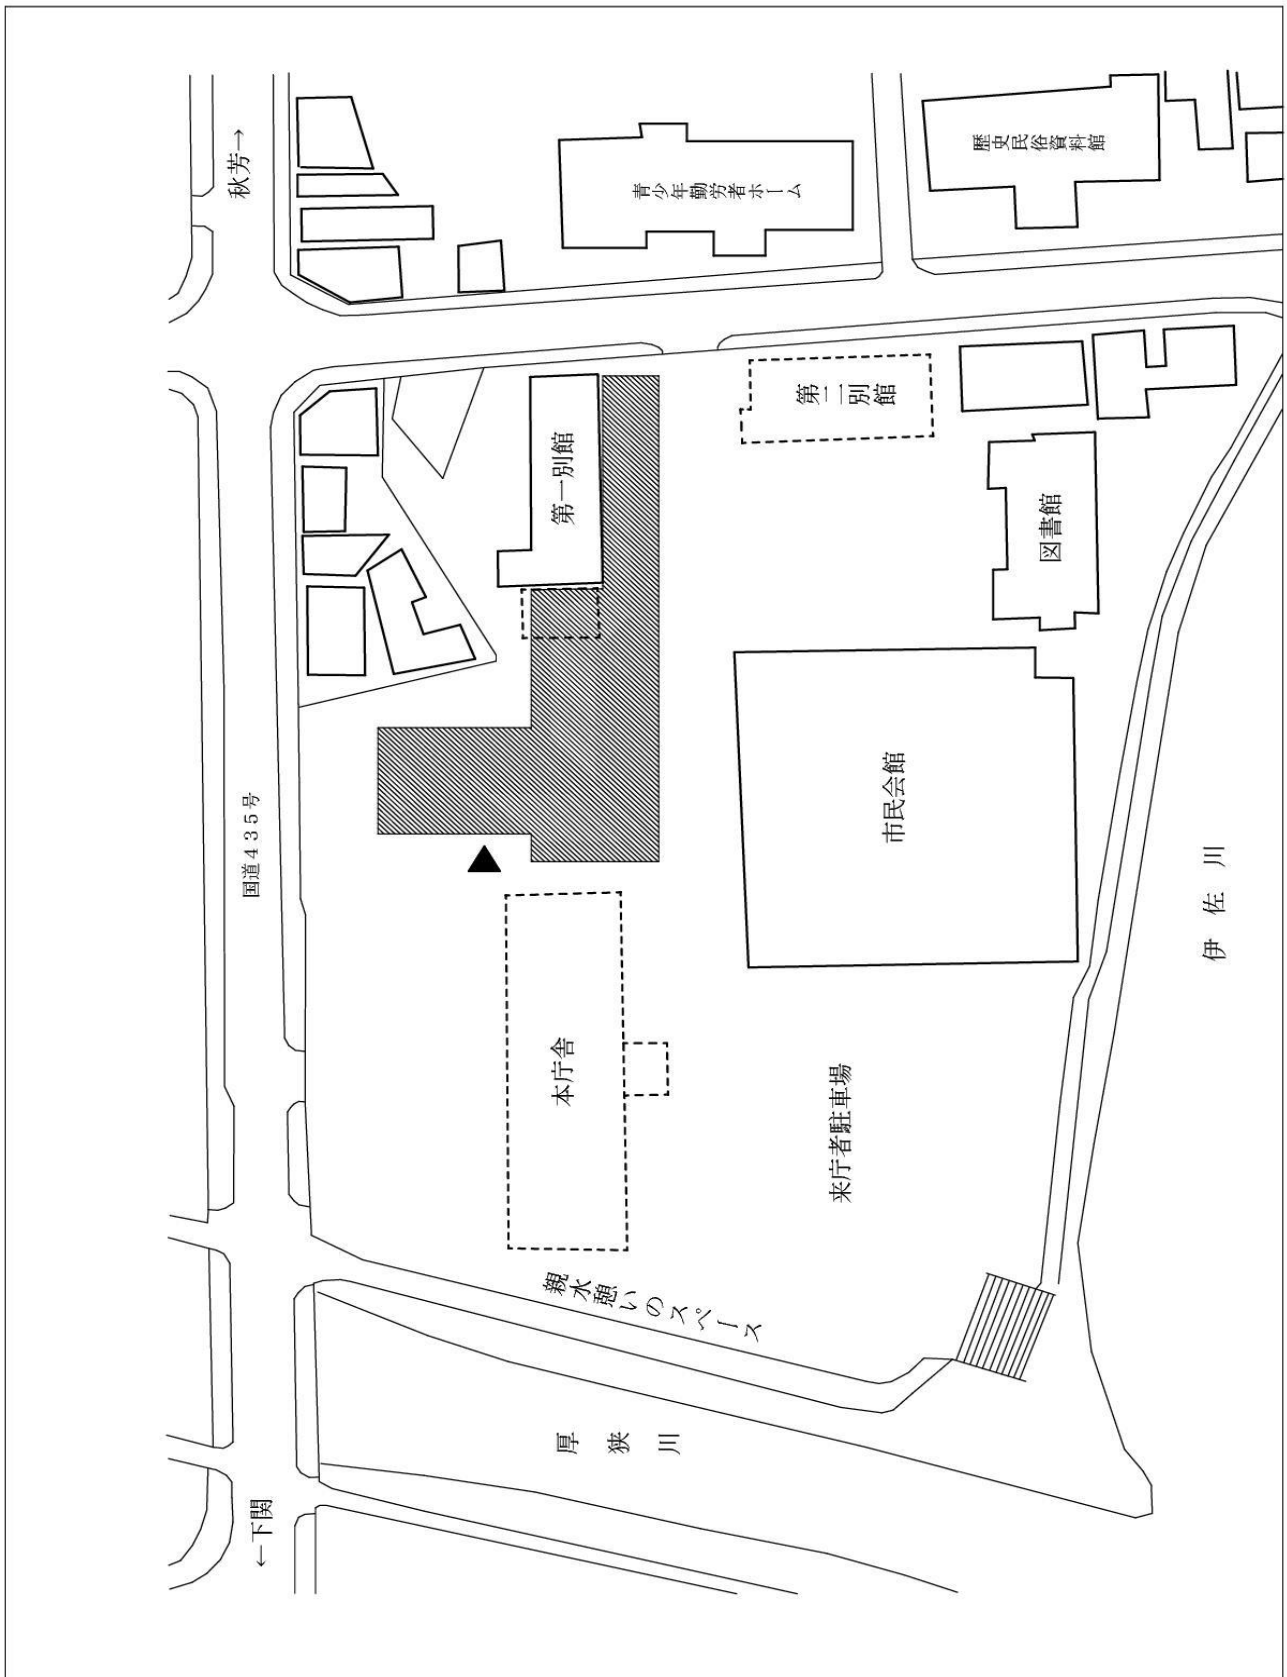 秋芳→
青少年勤労者ホーム
歴史民俗資料館
第一別館
第二別館
図書館
国道４３５号
市民会館
本庁舎
来庁者駐車場
親水憩いのスペース
伊佐川
厚狭川
←下関